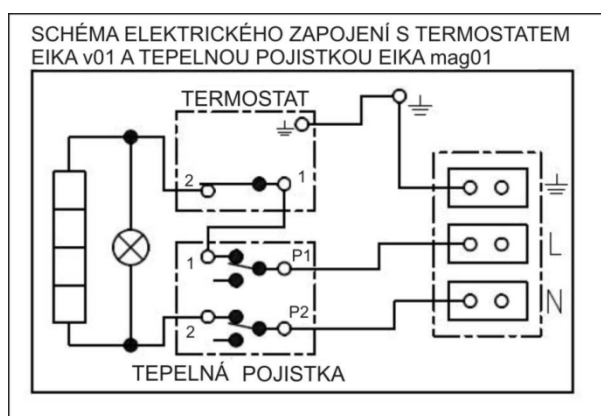 SCHÉMA ELEKTRICKÉHO ZAPOJENÍ S TERMOSTATEM
EIKA v01 A TEPELNOU POJISTKOU EIKA mag01
TERMOSTAT
2
1
1
P1
L
P2
N
2
TEPELNÁ POJISTKA